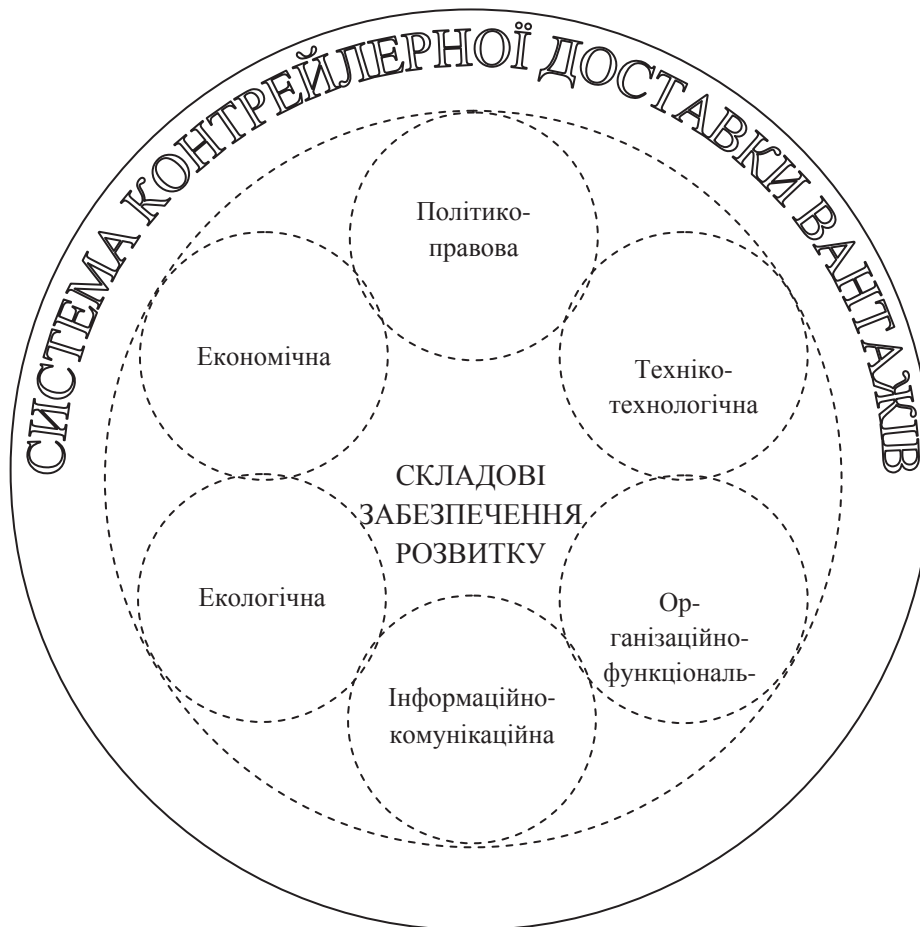 СИСТЕМА КОНТРЕЙЛЕРНОЇ ДОСТАВКИ ВАНТАЖІВ
Політико-
правова
Економічна
Техніко-
технологічна
СКЛАДОВІ
ЗАБЕЗПЕЧЕННЯ
РОЗВИТКУ
Екологічна
Ор-
ганізаційно-
функціональ-
Інформаційно-
комунікаційна